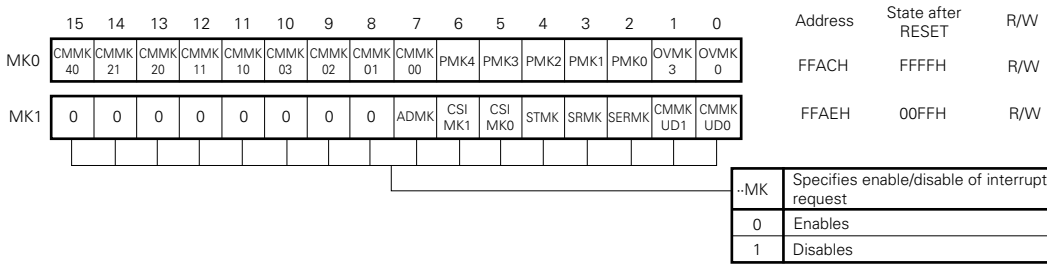 15 14 13 12 11 10 9 8 7 6 5 4 3 2 1 0 Address State after RESET R/W
MK0 CMMK 40 CMMK 21 CMMK 20 CMMK 11 CMMK 10 CMMK 03 CMMK 02 CMMK 01 CMMK 00 PMK4 PMK3 PMK2 PMK1 PMK0 OVMK 3 OVMK 0 FFACH FFFFH R/W
MK1 0 0 0 0 0 0 0 0 ADMK CSI MK1 CSI MK0 STMK SRMK SERMK CMMK UD1 CMMK UD0 FFAEH 00FFH R/W
··MK Specifies enable/disable of interrupt
request
0 Enables
1 Disables